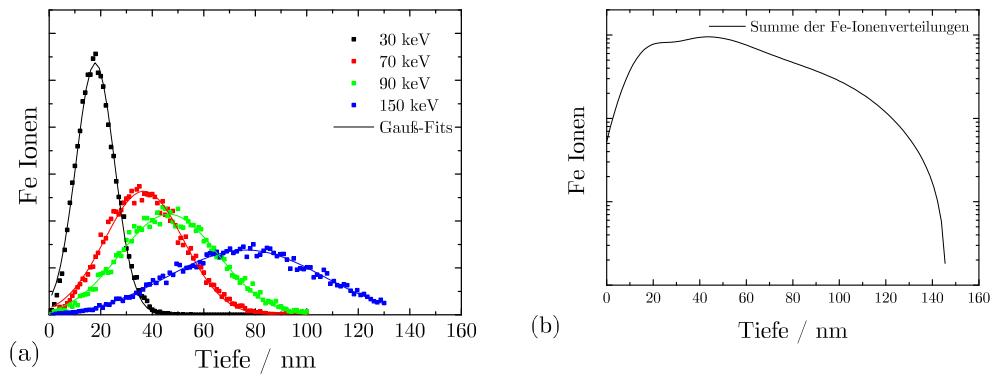 30 keV
70 keV
90 keV
150 keV
Gauß-Fits
Fe Ionen
0 20 40 60 80 100 120 140 160
Tiefe / nm
(a)
Summe der Fe-Ionenverteilungen
Fe Ionen
0 20 40 60 80 100 120 140 160
Tiefe / nm
(b)